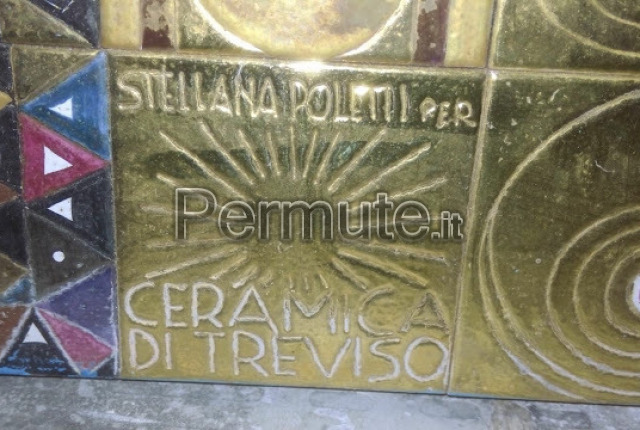 STELLANA POLETTI PER
Permute.it
CERAMICA
DI TREVISO